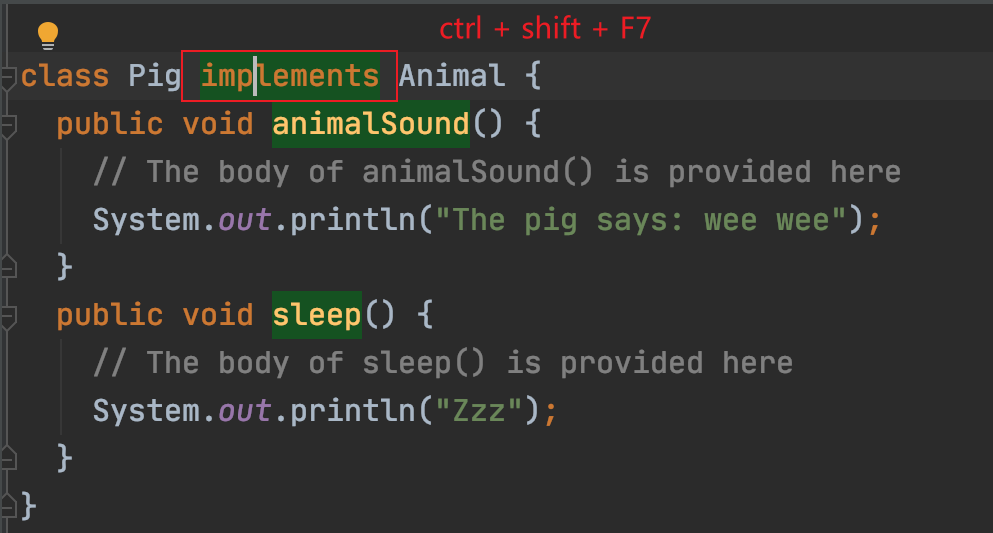 ctrl + shift + F7
class Pig implements Animal {
public void animalSound() {
// The body of animalSound() is provided here
System.out.println("The pig says: wee wee");
}
public void sleep() {
// The body of sleep() is provided here
System.out.println("Zzz");
}
}